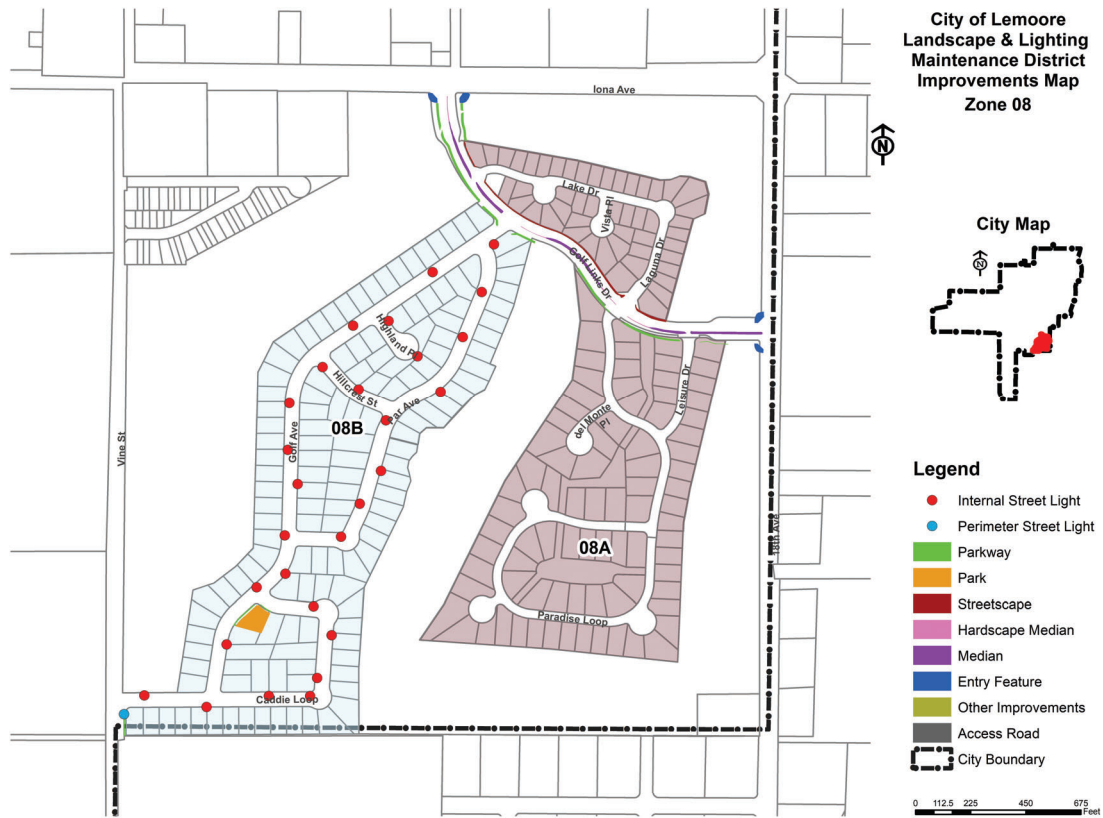 City of Lemoore
Landscape & Lighting
Maintenance District
Improvements Map
Zone 08
N
City Map
N
Iona Ave
Lake Dr
Vista Pl
Laguna Dr
Golf Links Dr
Highland Pl
Hillcrest St
Par Ave
Leisure Dr
del Monte
Pl
08B
Golf Ave
Vine St
18th Ave
08A
Paradise Loop
Caddie Loop
Legend
Internal Street Light
Perimeter Street Light
Parkway
Park
Streetscape
Hardscape Median
Median
Entry Feature
Other Improvements
Access Road
City Boundary
0 112.5 225 450 675
Feet